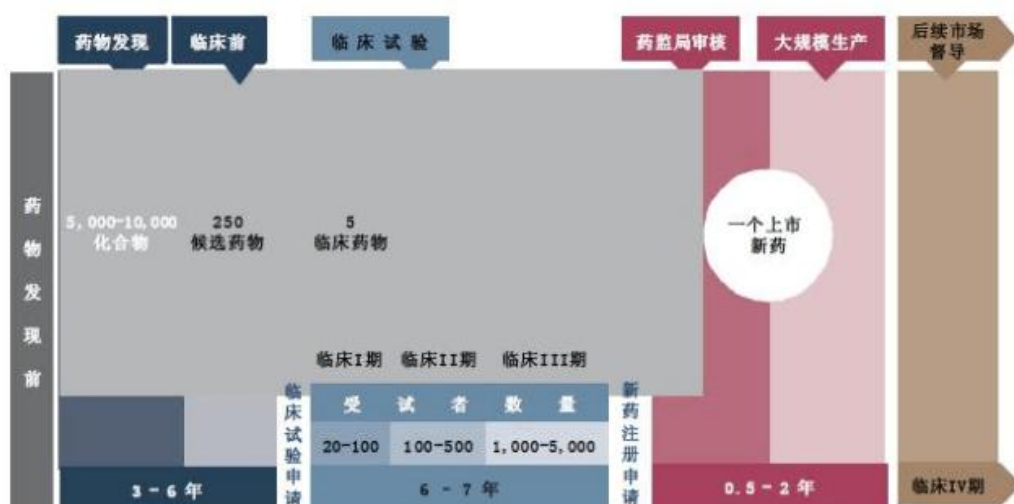 药物发现
临床前
临床试验
药监局审核
大规模生产
后续市场
督导
药物发现前
5,000-10,000
化合物
250
候选药物
5
临床药物
一个上市
新药
临床I期
临床II期
临床III期
临床试验申请
受试者数量
新药注册申请
20-100
100-500
1,000-5,000
3-6年
6-7年
0.5-2年
临床IV期